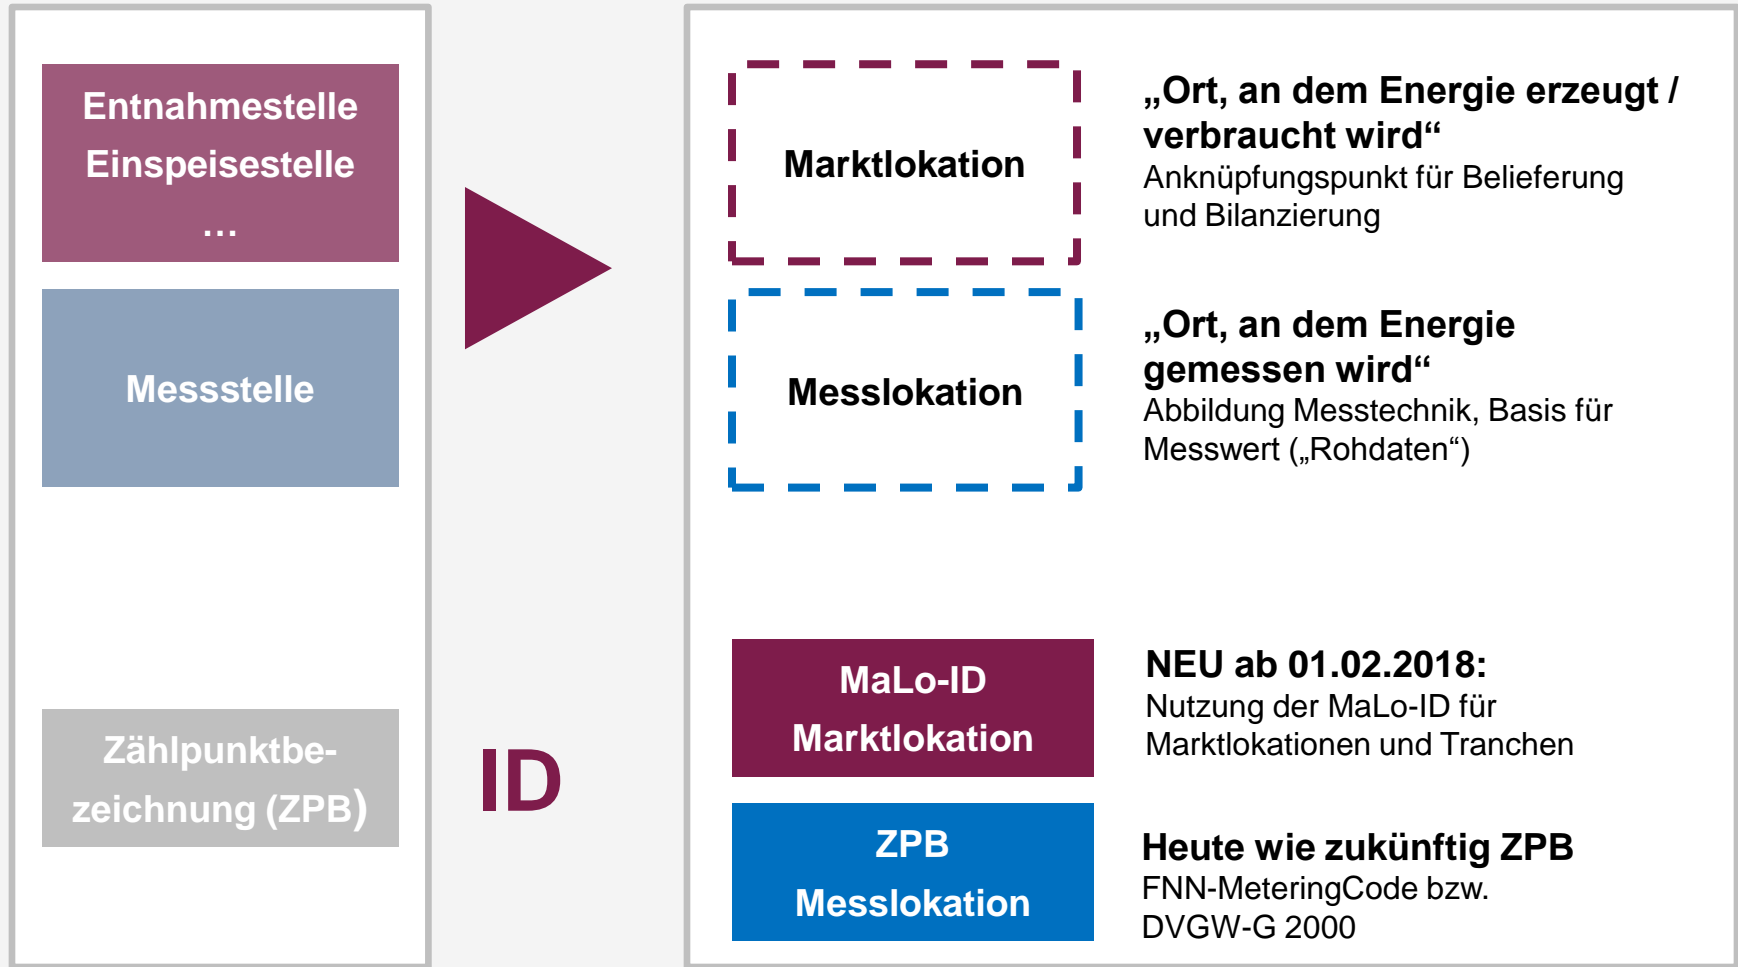 Entnahmestelle
Einspeisestelle
…
Messstelle
Zählpunktbe-
zeichnung (ZPB)
ID
Marktlokation
„Ort, an dem Energie erzeugt /
verbraucht wird“
Anknüpfungspunkt für Belieferung
und Bilanzierung
Messlokation
„Ort, an dem Energie
gemessen wird“
Abbildung Messtechnik, Basis für
Messwert („Rohdaten“)
MaLo-ID
Marktlokation
NEU ab 01.02.2018:
Nutzung der MaLo-ID für
Marktlokationen und Tranchen
ZPB
Messlokation
Heute wie zukünftig ZPB
FNN-MeteringCode bzw.
DVGW-G 2000